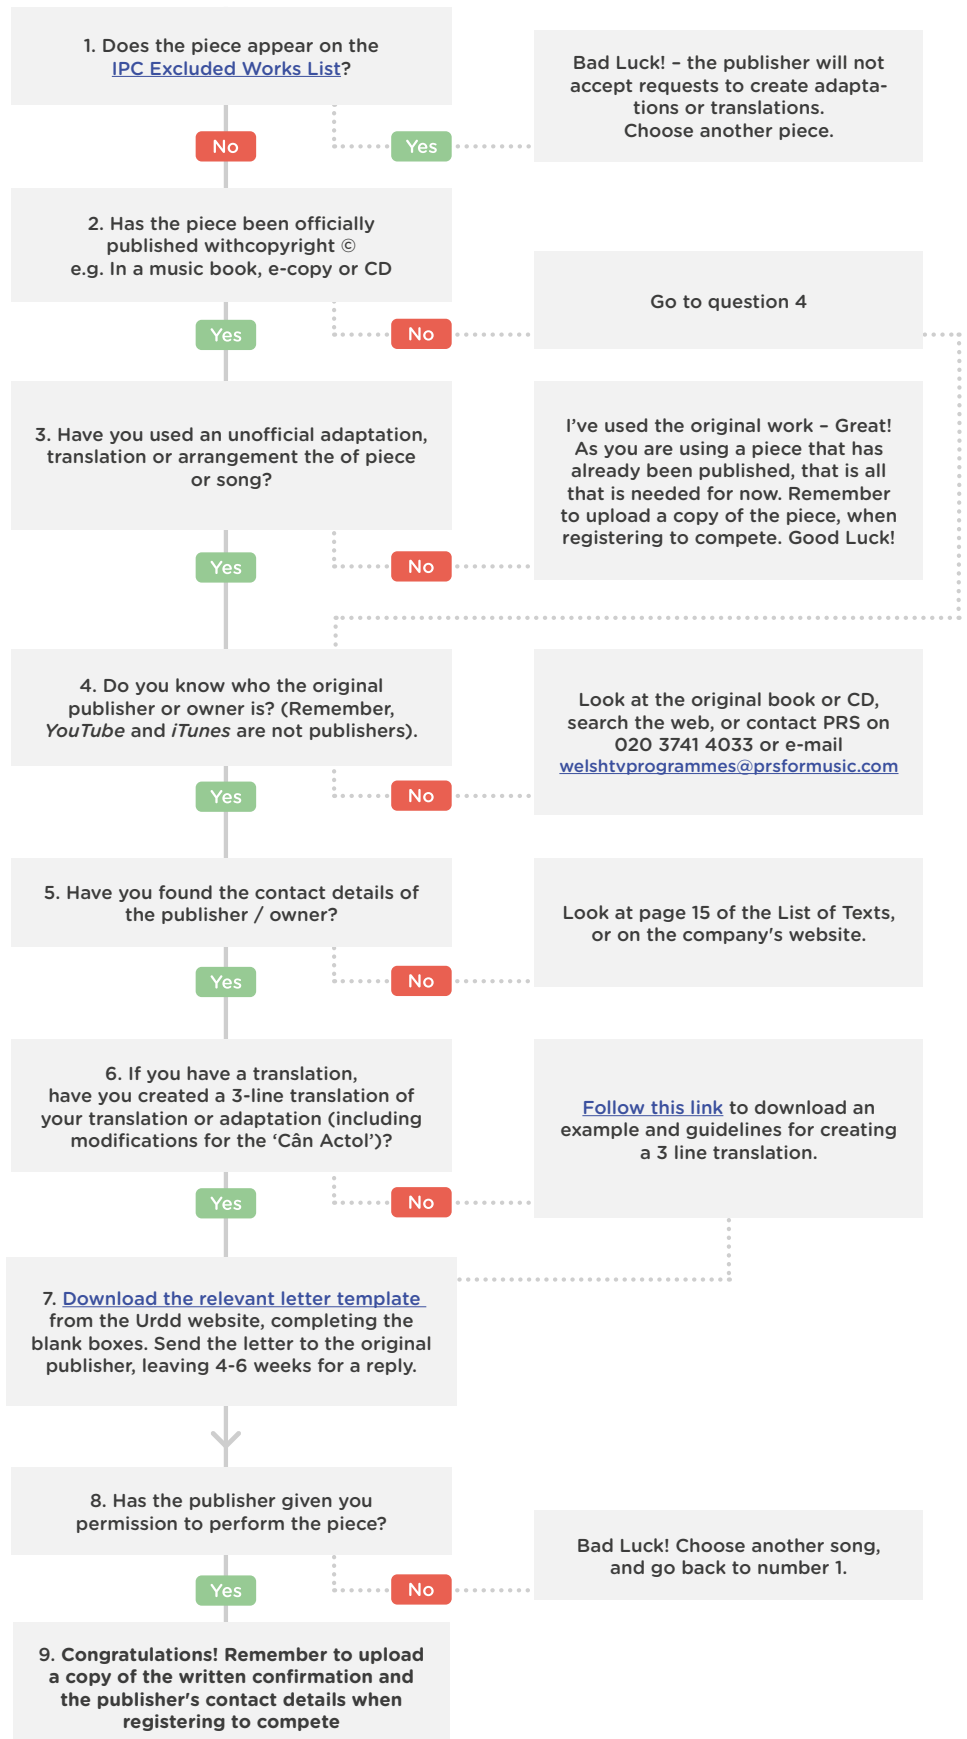 1. Does the piece appear on the
IPC Excluded Works List?
Bad Luck! – the publisher will not
accept requests to create adapta-
tions or translations.
Choose another piece.
No
Yes
2. Has the piece been officially
published withcopyright ©
e.g. In a music book, e-copy or CD
Go to question 4
Yes
No
3. Have you used an unofficial adaptation,
translation or arrangement the of piece
or song?
I've used the original work – Great!
As you are using a piece that has
already been published, that is all
that is needed for now. Remember
to upload a copy of the piece, when
registering to compete. Good Luck!
Yes
No
4. Do you know who the original
publisher or owner is? (Remember,
YouTube and iTunes are not publishers).
Look at the original book or CD,
search the web, or contact PRS on
020 3741 4033 or e-mail
welshtvprogrammes@prsformusic.com
Yes
No
5. Have you found the contact details of
the publisher / owner?
Look at page 15 of the List of Texts,
or on the company's website.
Yes
No
6. If you have a translation,
have you created a 3-line translation of
your translation or adaptation (including
modifications for the ‘Cân Actol’)?
Follow this link to download an
example and guidelines for creating
a 3 line translation.
Yes
No
7. Download the relevant letter template
from the Urdd website, completing the
blank boxes. Send the letter to the original
publisher, leaving 4-6 weeks for a reply.
8. Has the publisher given you
permission to perform the piece?
Bad Luck! Choose another song,
and go back to number 1.
Yes
No
9. Congratulations! Remember to upload
a copy of the written confirmation and
the publisher's contact details when
registering to compete